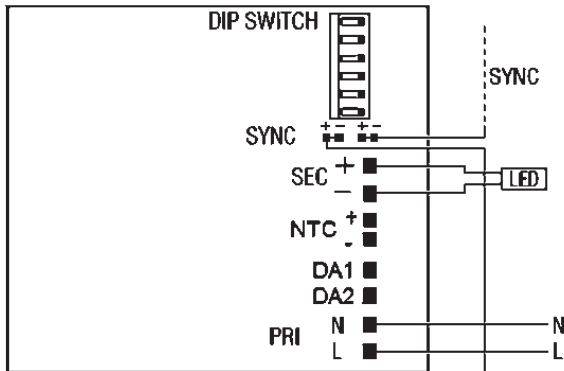 DIP SWITCH
SYNC
+ - + -
SYNC
SEC + LED
-
NTC +
-
DA1
DA2
PRI N N
L L